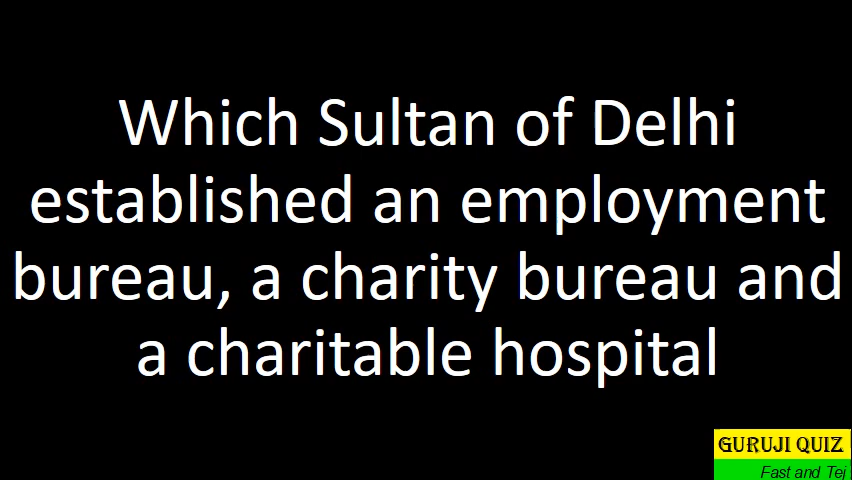 Which Sultan of Delhi
established an employment
bureau, a charity bureau and
a charitable hospital
GURUJI QUIZ
Fast and Tej